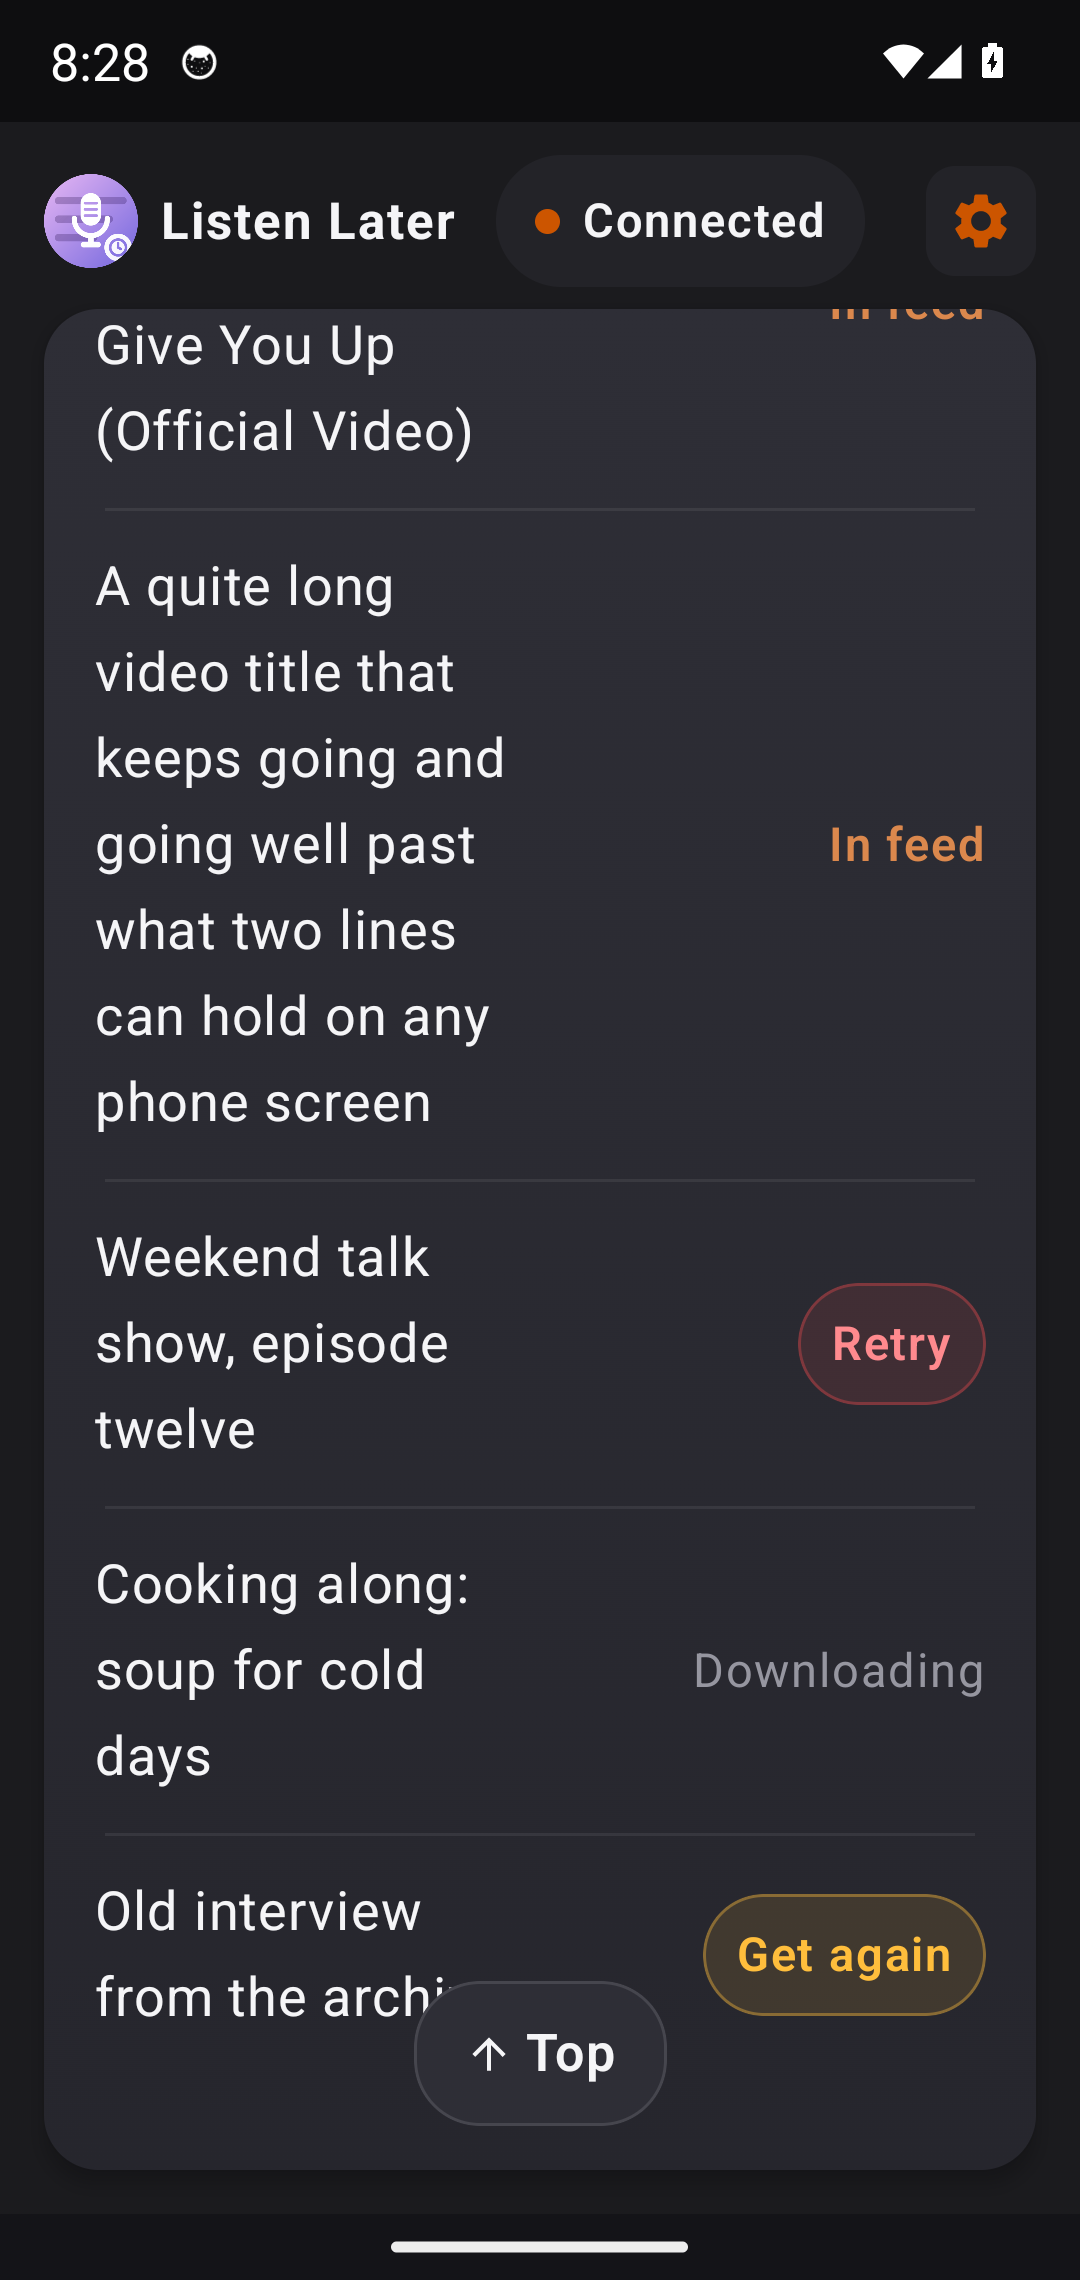 8:28
Listen Later
Connected
In feed
Give You Up
(Official Video)
A quite long
video title that
keeps going and
going well past
what two lines
can hold on any
phone screen
In feed
Weekend talk
show, episode
twelve
Retry
Cooking along:
soup for cold
days
Downloading
Old interview
from the
Get again
Top